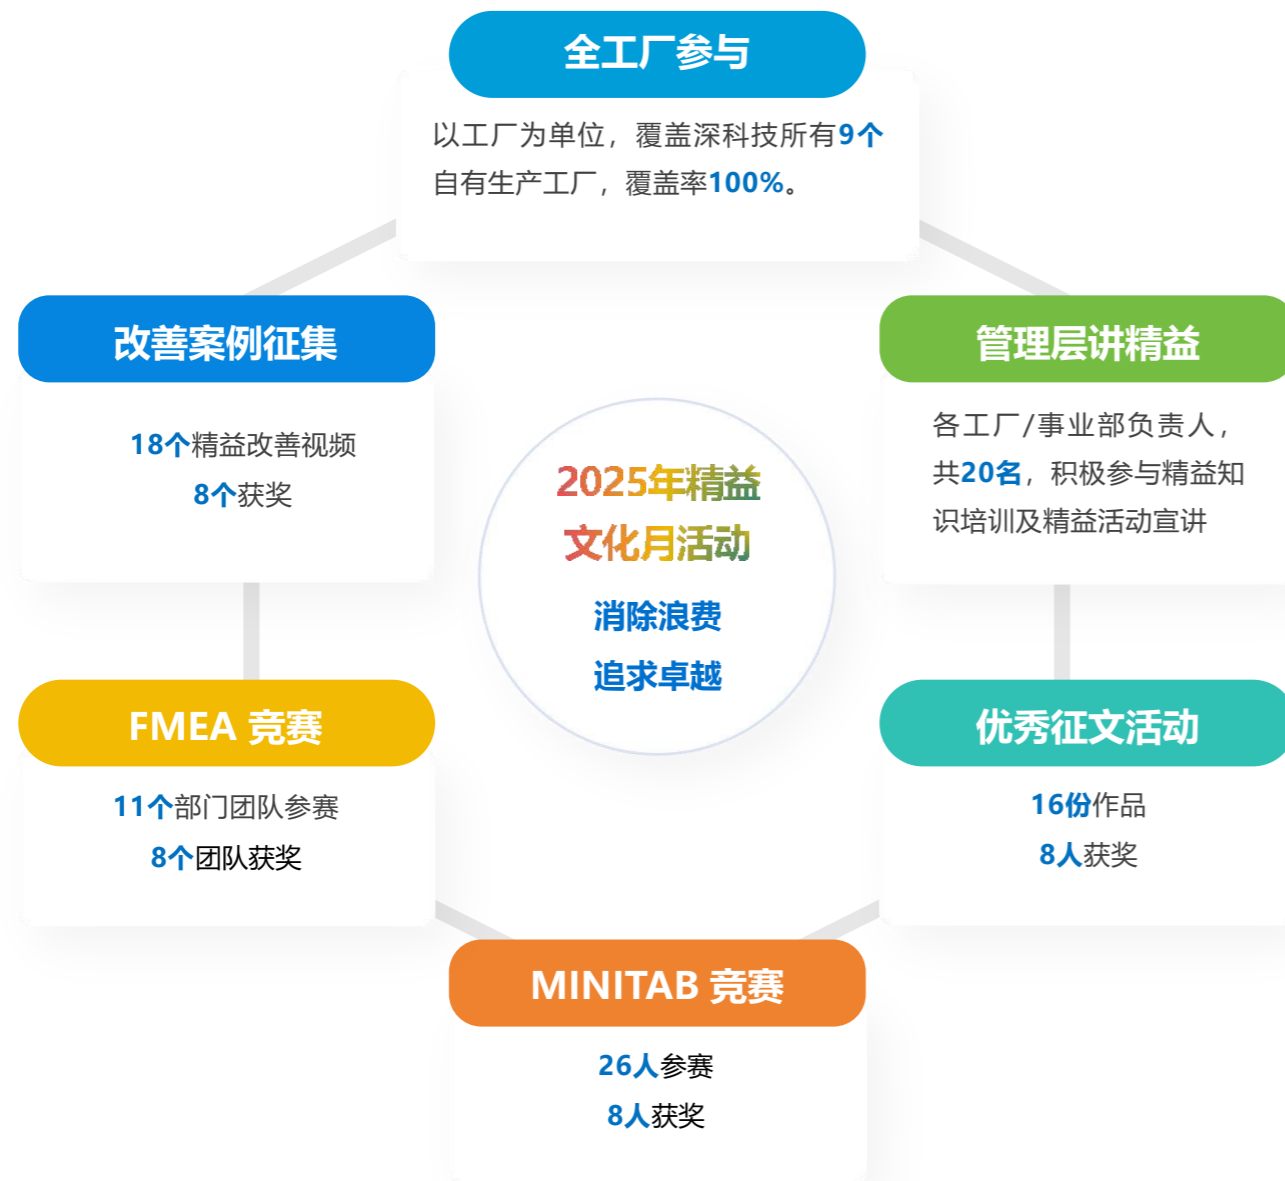 全工厂参与
以工厂为单位，覆盖深科技所有9个
自有生产工厂，覆盖率100%。
改善案例征集
18个精益改善视频
8个获奖
管理层讲精益
各工厂/事业部负责人，
共20名，积极参与精益知
识培训及精益活动宣讲
2025年精益
文化月活动
消除浪费
追求卓越
FMEA 竞赛
11个部门团队参赛
8个团队获奖
优秀征文活动
16份作品
8人获奖
MINITAB 竞赛
26人参赛
8人获奖